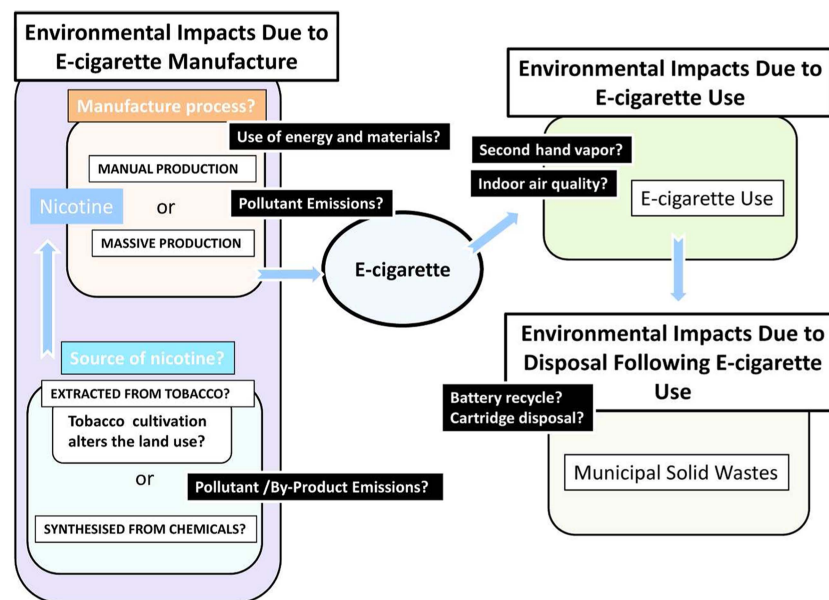 Environmental Impacts Due to
E-cigarette Manufacture
Manufacture process?
Use of energy and materials?
MANUAL PRODUCTION
Nicotine
or
Pollutant Emissions?
MASSIVE PRODUCTION
Source of nicotine?
EXTRACTED FROM TOBACCO?
Tobacco cultivation
alters the land use?
or
Pollutant /By-Product Emissions?
SYNTHESISED FROM CHEMICALS?
E-cigarette
Environmental Impacts Due to
E-cigarette Use
Second hand vapor?
Indoor air quality?
E-cigarette Use
Environmental Impacts Due to
Disposal Following E-cigarette
Use
Battery recycle?
Cartridge disposal?
Municipal Solid Wastes